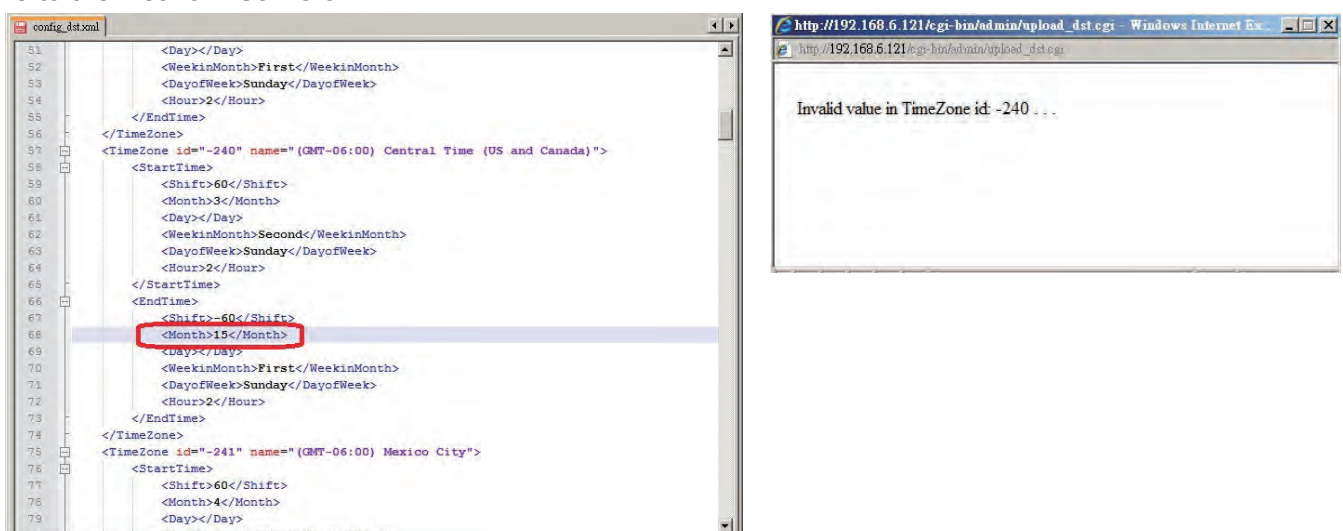 config_dst.xml
51 <Day></Day>
52 <WeekinMonth>First</WeekinMonth>
53 <DayofWeek>Sunday</DayofWeek>
54 <Hour>2</Hour>
55 </EndTime>
56 </TimeZone>
57 <TimeZone id="-240" name="(GMT-06:00) Central Time (US and Canada)">
58 <StartTime>
59 <Shift>60</Shift>
60 <Month>3</Month>
61 <Day></Day>
62 <WeekinMonth>Second</WeekinMonth>
63 <DayofWeek>Sunday</DayofWeek>
64 <Hour>2</Hour>
65 </StartTime>
66 <EndTime>
67 <Shift>-60</Shift>
68 <Month>15</Month>
69 <Day></Day>
70 <WeekinMonth>First</WeekinMonth>
71 <DayofWeek>Sunday</DayofWeek>
72 <Hour>2</Hour>
73 </EndTime>
74 </TimeZone>
75 <TimeZone id="-241" name="(GMT-06:00) Mexico City">
76 <StartTime>
77 <Shift>60</Shift>
78 <Month>4</Month>
79 <Day></Day>
http://192.168.6.121/cgi-bin/admin/upload_dst.cgi - Windows Internet Ex...
http://192.168.6.121/cgi-bin/admin/upload_dst.cgi
Invalid value in TimeZone id: -240 . . .